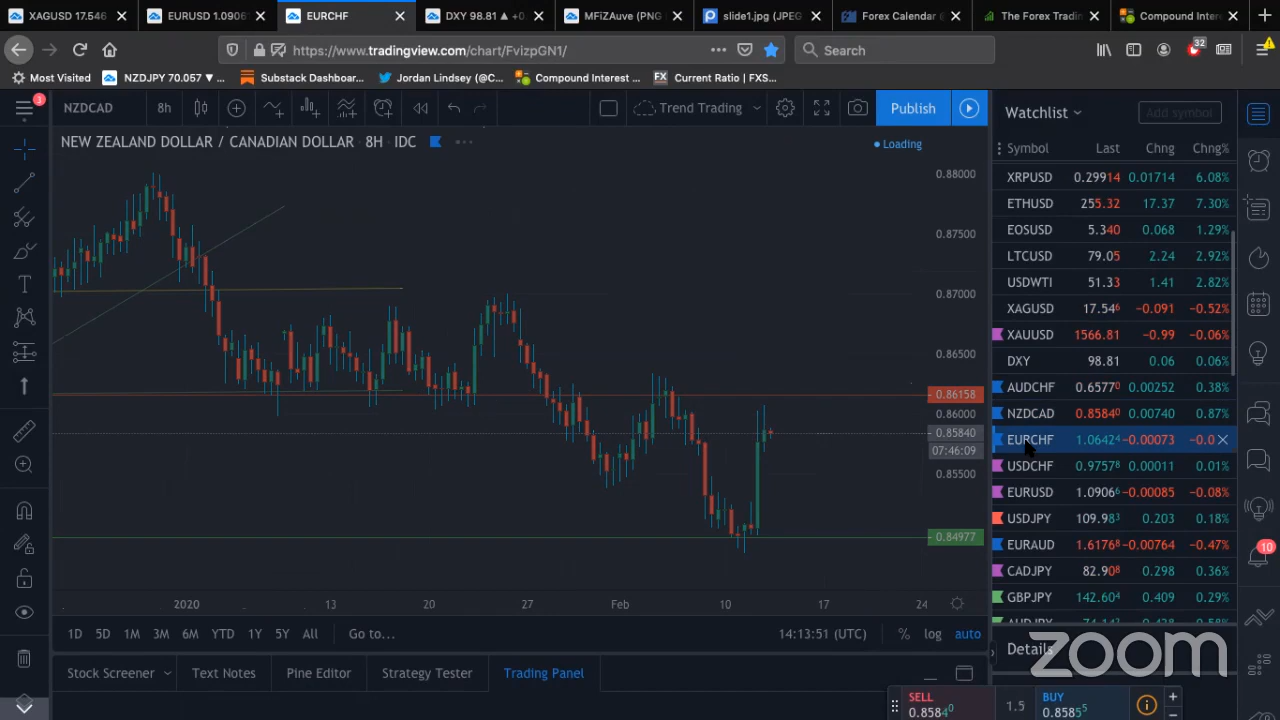 XAGUSD 17.546
EURUSD 1.0906
EURCHF
DXY 98.81 ▲ +0
MFiZAuve (PNG
slide1.jpg (JPEG
Forex Calendar
The Forex Trad
Compound Inter
https://www.tradingview.com/chart/FvizpGN1/
Search
32
Most Visited
NZDJPY 70.057 ▼ ...
Substack Dashboar...
Jordan Lindsey (@C...
Compound Interest ...
FX
Current Ratio | FXS...
3
NZDCAD
8h
Trend Trading
Publish
Watchlist
Add symbol
NEW ZEALAND DOLLAR / CANADIAN DOLLAR · 8H · IDC
Loading
Symbol Last Chng Chng%
XRPUSD 0.29914 0.01714 6.08%
ETHUSD 255.32 17.37 7.30%
EOSUSD 5.340 0.068 1.29%
LTCUSD 79.05 2.24 2.92%
USDWTI 51.33 1.41 2.82%
XAGUSD 17.546 -0.091 -0.52%
XAUUSD 1566.81 -0.99 -0.06%
DXY 98.81 0.06 0.06%
AUDCHF 0.65770 0.00252 0.38%
NZDCAD 0.85840 0.00740 0.87%
EURCHF 1.06424 -0.00073 -0.0
USDCHF 0.97578 0.00011 0.01%
EURUSD 1.09066 -0.00085 -0.08%
USDJPY 109.983 0.203 0.18%
EURAUD 1.61768 -0.00764 -0.47%
CADJPY 82.908 0.298 0.36%
GBPJPY 142.604 0.409 0.29%
0.88000
0.87500
0.87000
0.86500
0.86158
0.86000
0.85840
07:46:09
0.85500
0.84977
2020 13 20 27 Feb 10 17 24
1D 5D 1M 3M 6M YTD 1Y 5Y All Go to...
14:13:51 (UTC) % log auto
10
Details
zoom
Stock Screener
Text Notes
Pine Editor
Strategy Tester
Trading Panel
SELL
0.85840
1.5
BUY
0.85855